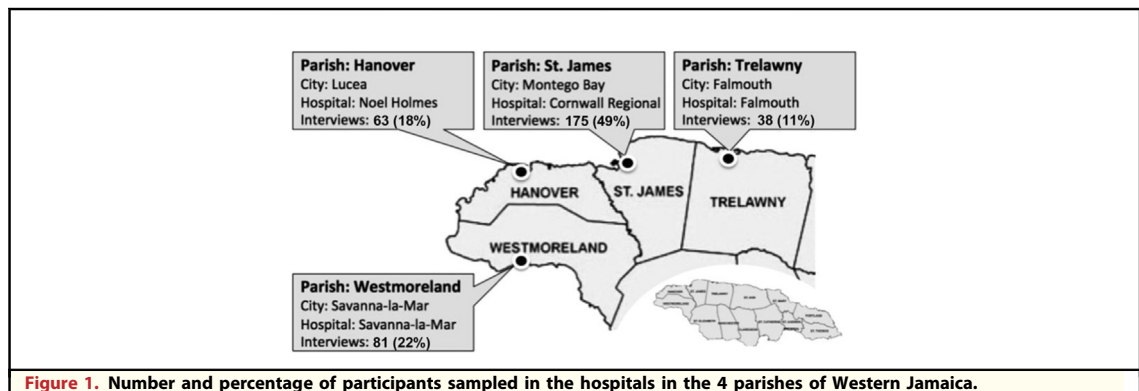 Parish: Hanover
City: Lucea
Hospital: Noel Holmes
Interviews: 63 (18%)
Parish: St. James
City: Montego Bay
Hospital: Cornwall Regional
Interviews: 175 (49%)
Parish: Trelawny
City: Falmouth
Hospital: Falmouth
Interviews: 38 (11%)
HANOVER
ST. JAMES
TRELAWNY
WESTMORELAND
Parish: Westmoreland
City: Savanna-la-Mar
Hospital: Savanna-la-Mar
Interviews: 81 (22%)
Figure 1. Number and percentage of participants sampled in the hospitals in the 4 parishes of Western Jamaica.